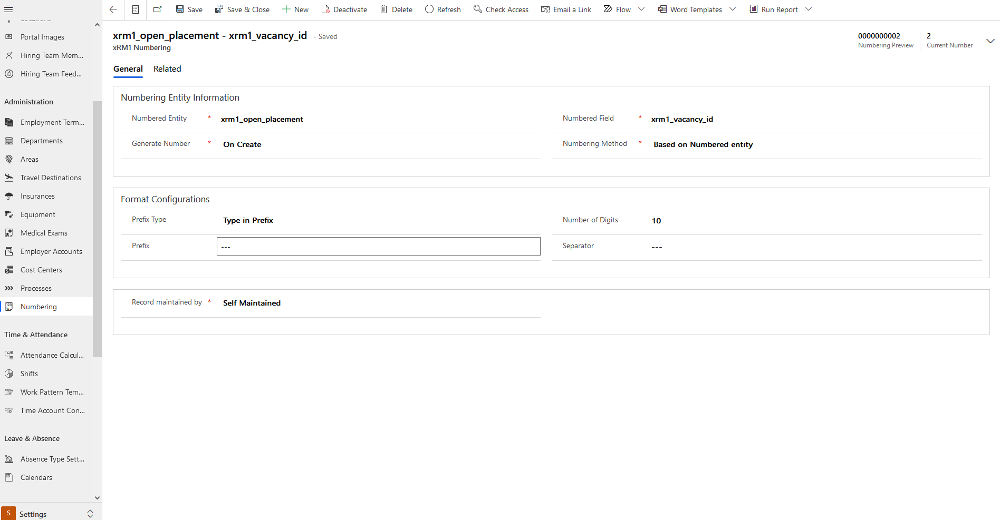 Save
Save & Close
New
Deactivate
Delete
Refresh
Check Access
Email a Link
Flow
Word Templates
Run Report
Locations
Portal Images
Hiring Team Mem...
Hiring Team Feed...
Administration
Employment Term...
Departments
Areas
Travel Destinations
Insurances
Equipment
Medical Exams
Employer Accounts
Cost Centers
Processes
Numbering
Time & Attendance
Attendance Calcul...
Shifts
Work Pattern Tem...
Time Account Con...
Leave & Absence
Absence Type Sett...
Calendars
S Settings
xrm1_open_placement - xrm1_vacancy_id - Saved
xRM1 Numbering
0000000002
Numbering Preview
2
Current Number
General Related
Numbering Entity Information
Numbered Entity * xrm1_open_placement
Numbered Field * xrm1_vacancy_id
Generate Number * On Create
Numbering Method * Based on Numbered entity
Format Configurations
Prefix Type Type in Prefix
Number of Digits 10
Prefix ---
Separator ---
Record maintained by * Self Maintained